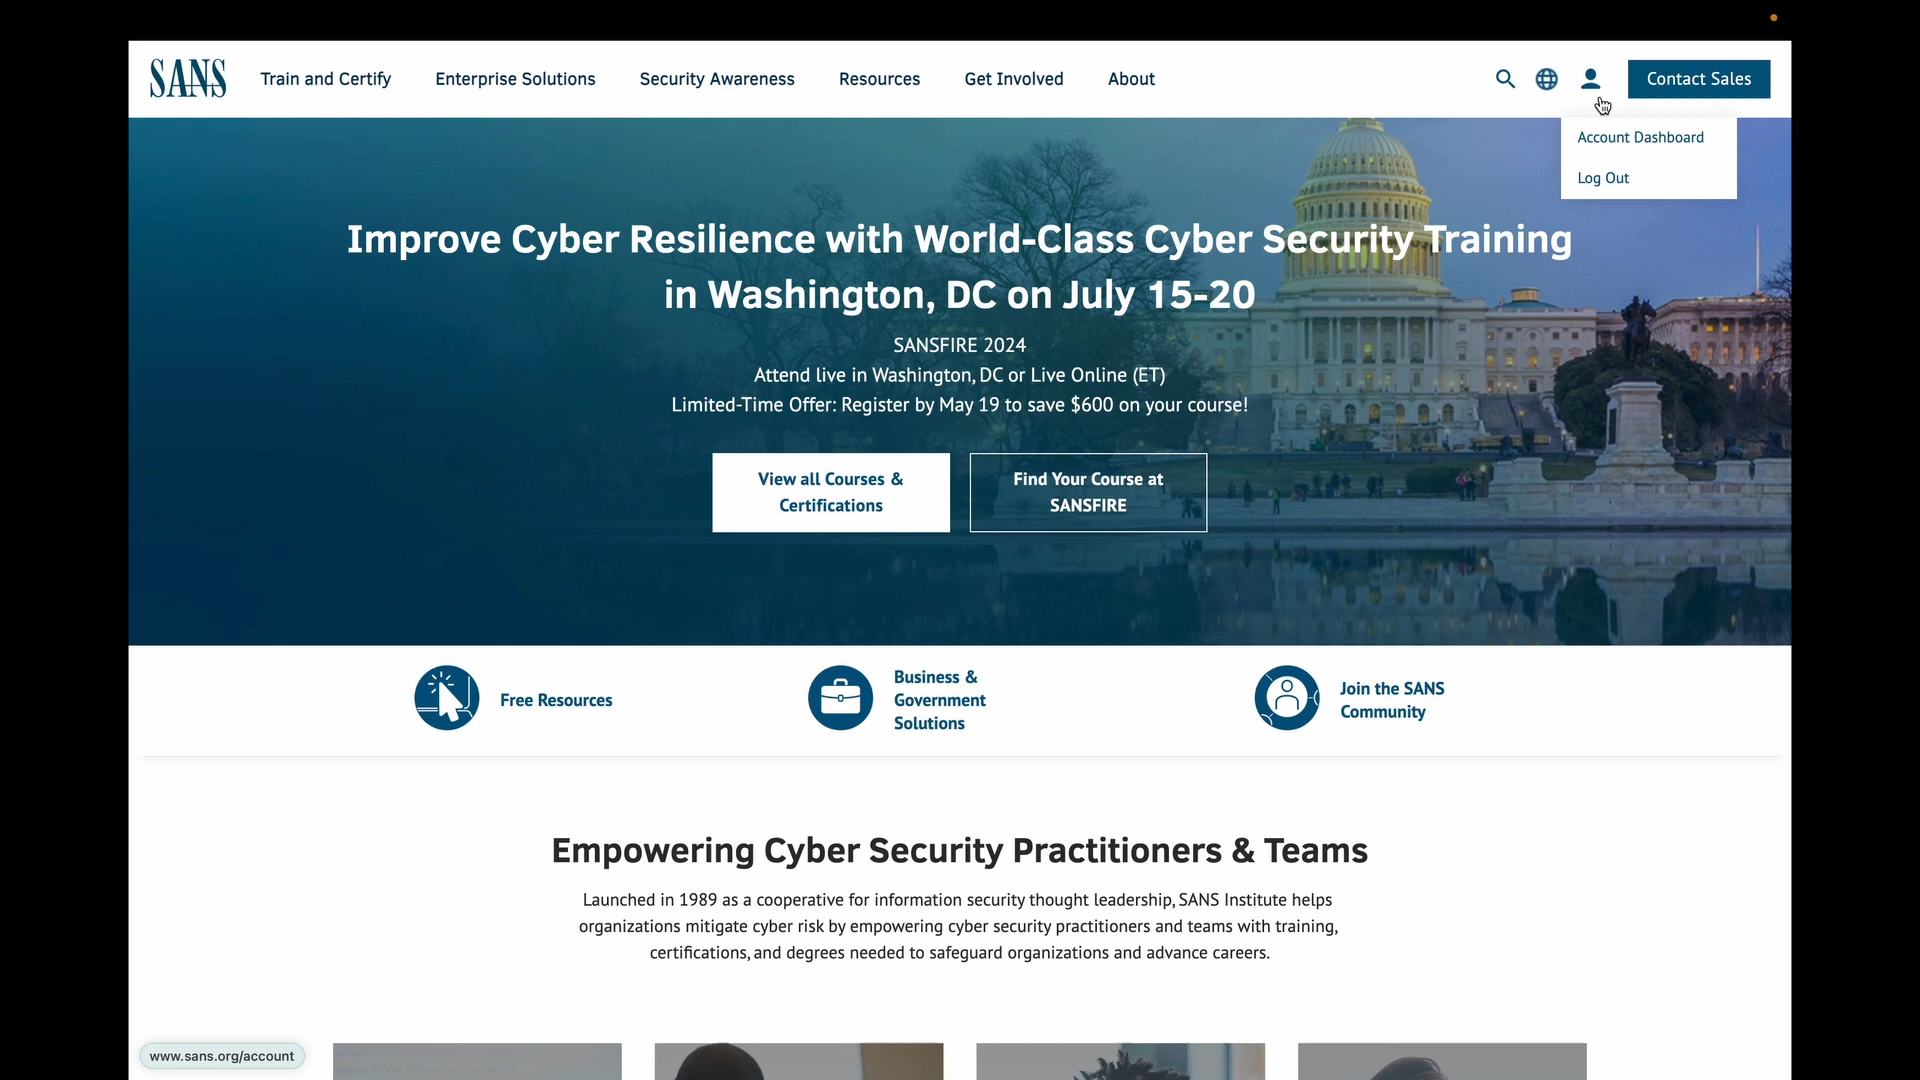 SANS
Train and Certify
Enterprise Solutions
Security Awareness
Resources
Get Involved
About
Contact Sales
Account Dashboard
Log Out
Improve Cyber Resilience with World-Class Cyber Security Training
in Washington, DC on July 15-20
SANSFIRE 2024
Attend live in Washington, DC or Live Online (ET)
Limited-Time Offer: Register by May 19 to save $600 on your course!
View all Courses &
Certifications
Find Your Course at
SANSFIRE
Free Resources
Business &
Government
Solutions
Join the SANS
Community
Empowering Cyber Security Practitioners & Teams
Launched in 1989 as a cooperative for information security thought leadership, SANS Institute helps
organizations mitigate cyber risk by empowering cyber security practitioners and teams with training,
certifications, and degrees needed to safeguard organizations and advance careers.
www.sans.org/account